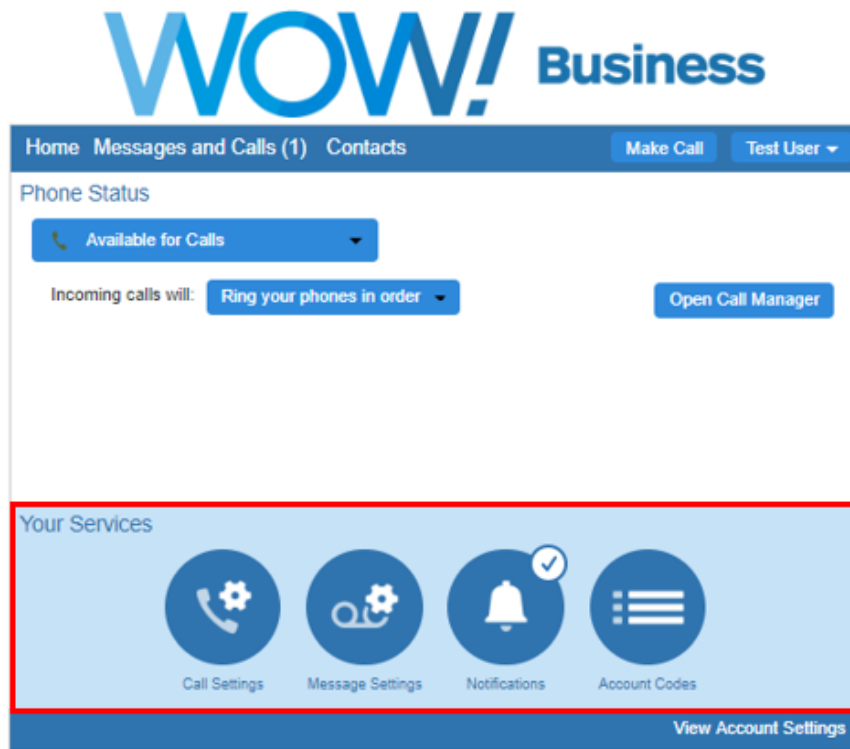 WOW! Business
Home Messages and Calls (1) Contacts Make Call Test User
Phone Status
Available for Calls
Incoming calls will: Ring your phones in order Open Call Manager
Your Services
Call Settings Message Settings Notifications Account Codes
View Account Settings